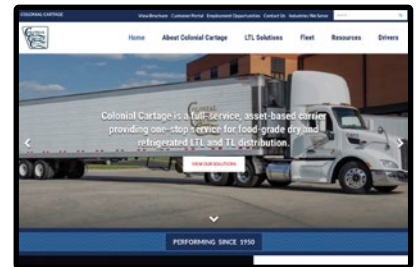 COLONIAL CARTAGE
View Brochure Customer Portal Employment Opportunities Contact Us Industries We Serve
Home About Colonial Cartage LTL Solutions Fleet Resources Drivers
Colonial Cartage is a full-service, asset-based carrier
providing one-stop service for food-grade dry and
refrigerated LTL and TL distribution.
VIEW OUR SOLUTIONS
PERFORMING SINCE 1950